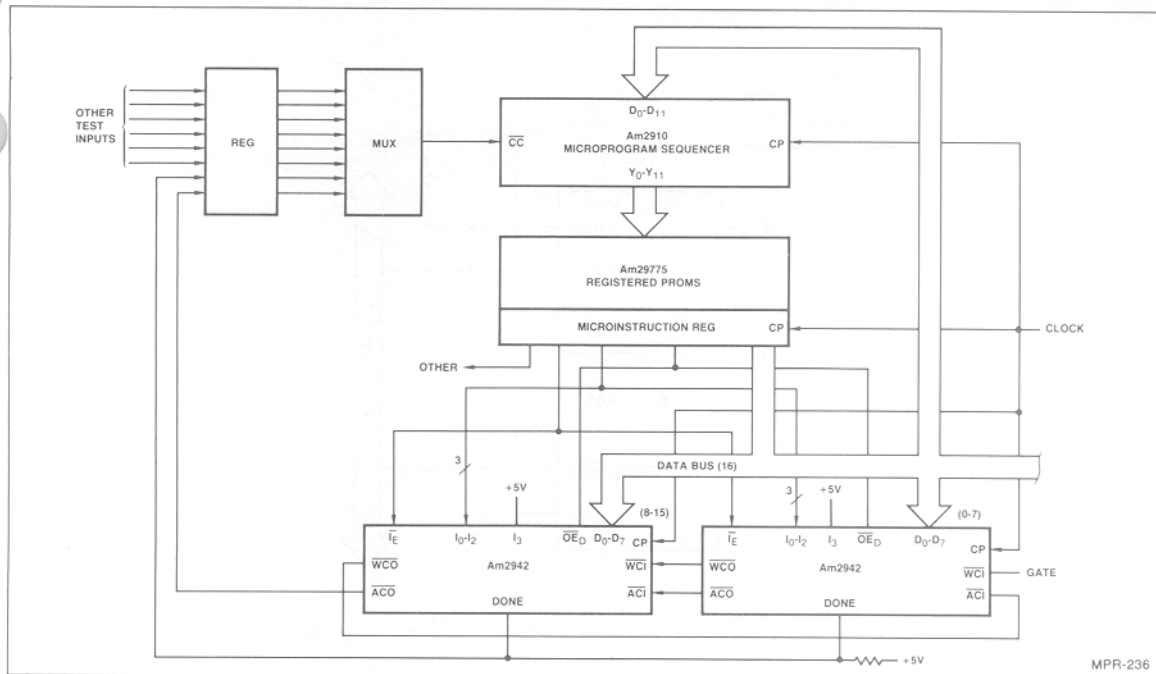 OTHER
TEST
INPUTS
REG
MUX
D0-D11
Am2910
MICROPROGRAM SEQUENCER
CC
CP
Y0-Y11
Am29775
REGISTERED PROMS
MICROINSTRUCTION REG
CP
CLOCK
OTHER
DATA BUS (16)
3
+5V
(8-15)
3
+5V
(0-7)
IE
I0-I2
I3
OED
D0-D7
CP
WCO
WCI
Am2942
ACO
ACI
DONE
IE
I0-I2
I3
OED
D0-D7
CP
WCO
WCI
GATE
Am2942
ACO
ACI
DONE
+5V
MPR-236